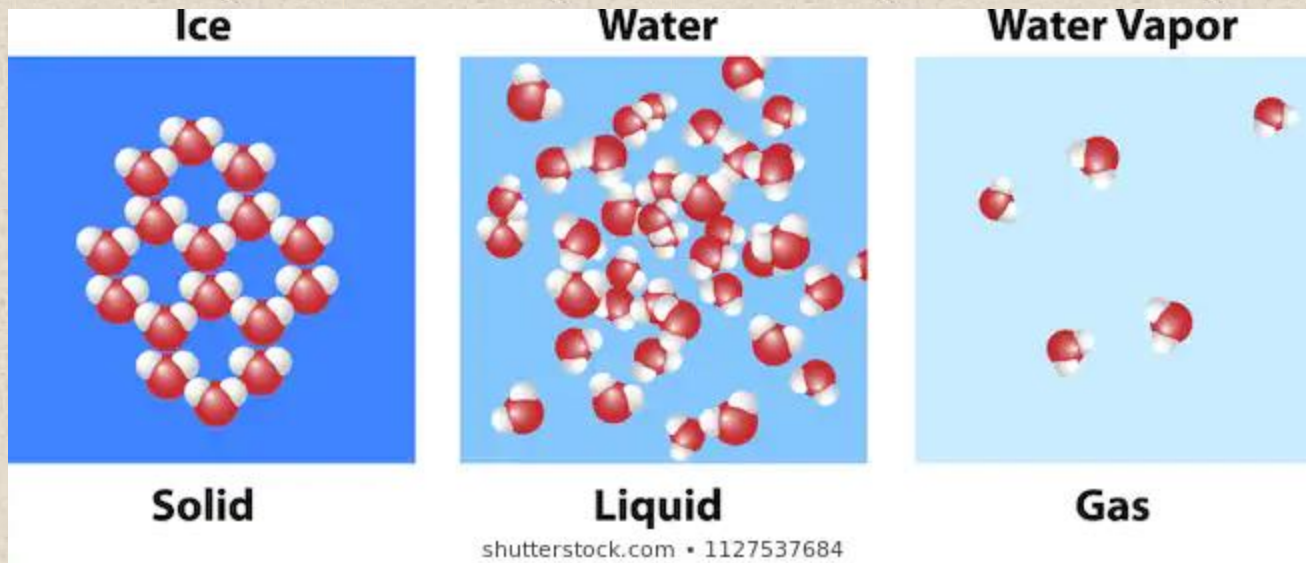 Ice
Water
Water Vapor
Solid
Liquid
Gas
shutterstock.com • 1127537684